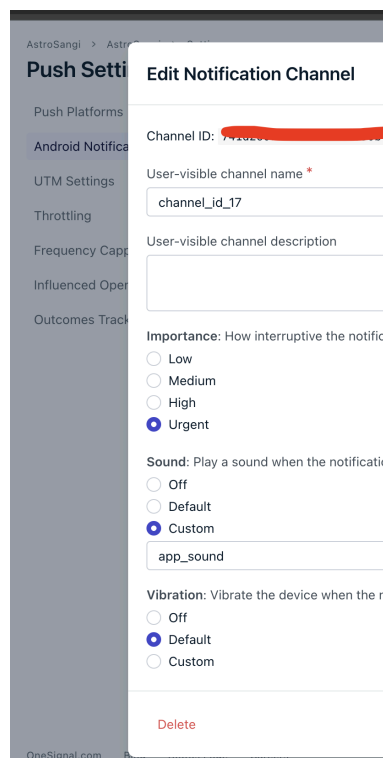 AstroSangi >
Push Setti
Push Platforms
Android Notifica
UTM Settings
Throttling
Frequency Capp
Influenced Open
Outcomes Track
Edit Notification Channel
Channel ID:
User-visible channel name *
channel_id_17
User-visible channel description
Importance: How interruptive the notific
Low
Medium
High
Urgent
Sound: Play a sound when the notificati
Off
Default
Custom
app_sound
Vibration: Vibrate the device when the
Off
Default
Custom
Delete
OneSignal.com